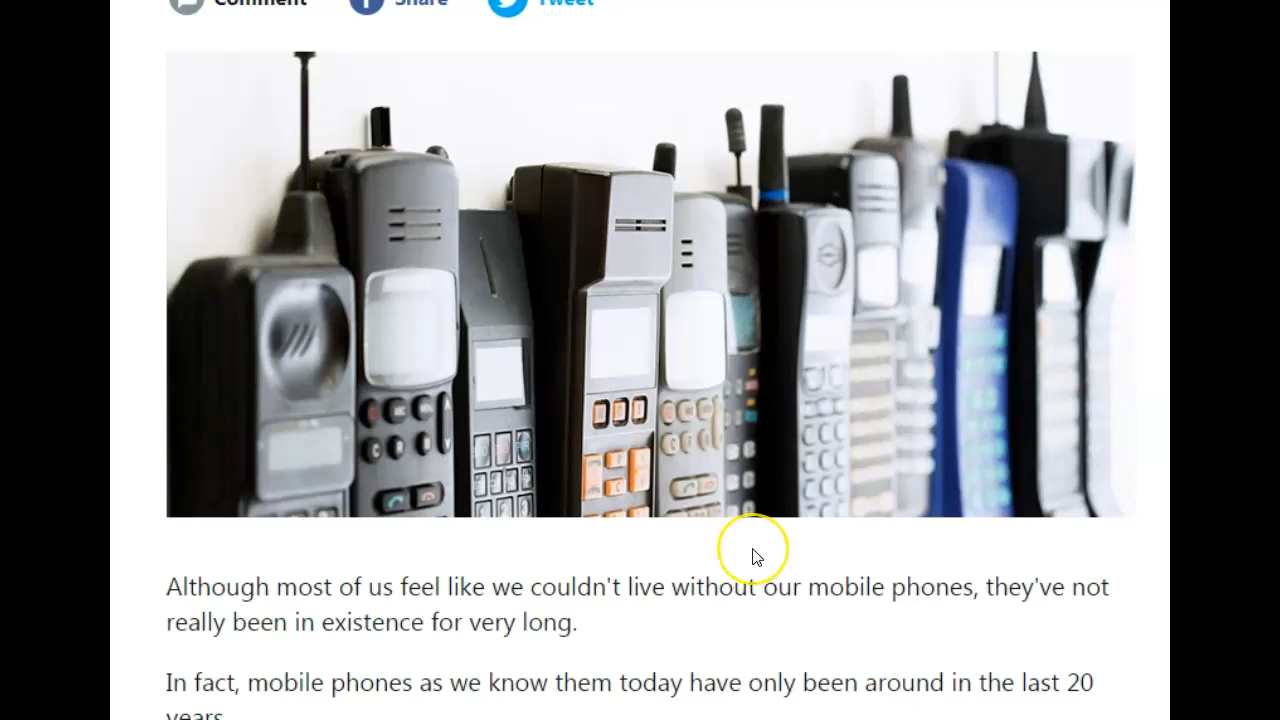 Comment Share Tweet
Although most of us feel like we couldn't live without our mobile phones, they've not
really been in existence for very long.
In fact, mobile phones as we know them today have only been around in the last 20
years